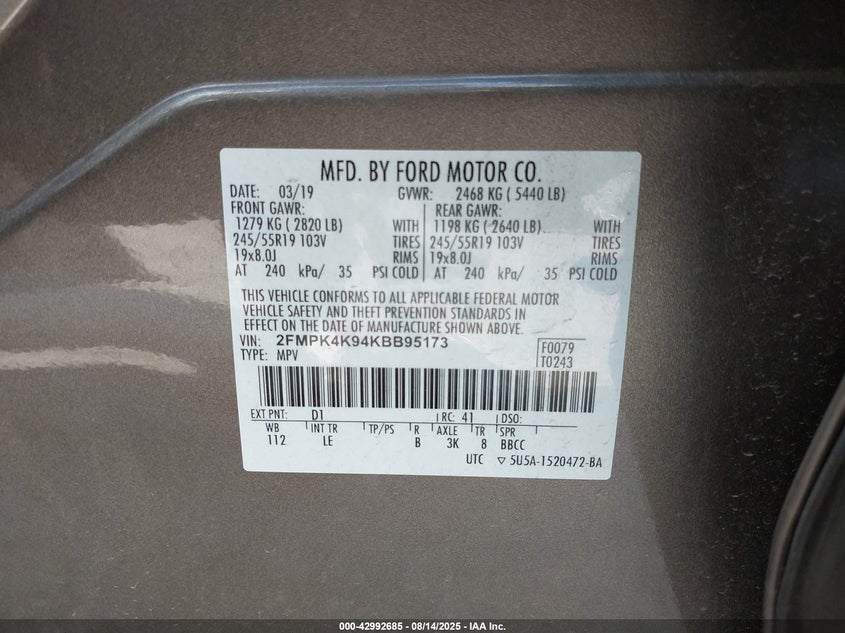 MFD. BY FORD MOTOR CO.
DATE: 03/19 GVWR: 2468 KG ( 5440 LB)
FRONT GAWR: REAR GAWR:
1279 KG ( 2820 LB) WITH 1198 KG ( 2640 LB) WITH
245/55R19 103V TIRES 245/55R19 103V TIRES
19x8.0J RIMS 19x8.0J RIMS
AT 240 kPa/ 35 PSI COLD AT 240 kPa/ 35 PSI COLD
THIS VEHICLE CONFORMS TO ALL APPLICABLE FEDERAL MOTOR
VEHICLE SAFETY AND THEFT PREVENTION STANDARDS IN
EFFECT ON THE DATE OF MANUFACTURE SHOWN ABOVE.
VIN: 2FMPK4K94KBB95173 F0079
TYPE: MPV T0243
EXT PNT: D1 RC: 41 DSO:
WB INT TR TP/PS R AXLE TR SPR
112 LE B 3K 8 BBCC
UTC ▽ 5U5A-1520472-BA
000-42992685 - 08/14/2025 - IAA Inc.